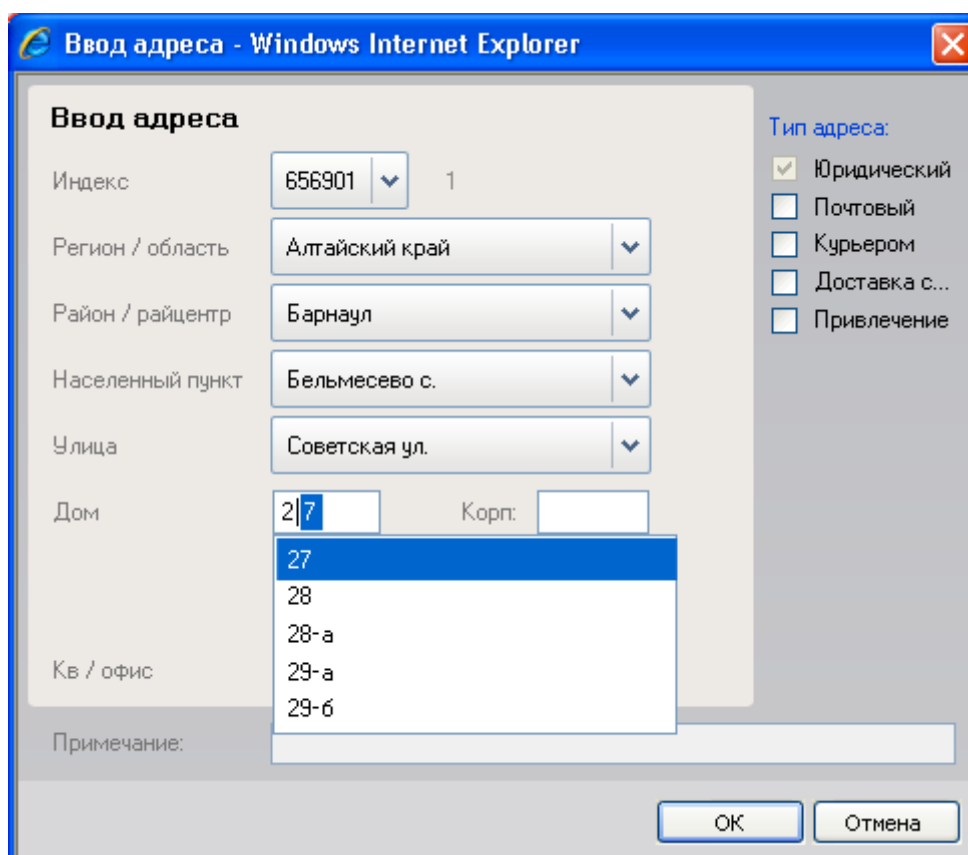 Ввод адреса - Windows Internet Explorer
Ввод адреса
Индекс 656901 1
Регион / область Алтайский край
Район / райцентр Барнаул
Населенный пункт Бельмесево с.
Улица Советская ул.
Дом 27 Корп:
27
28
28-а
29-а
29-б
Кв / офис
Примечание:
Тип адреса:
Юридический
Почтовый
Курьером
Доставка с...
Привлечение
ОК Отмена